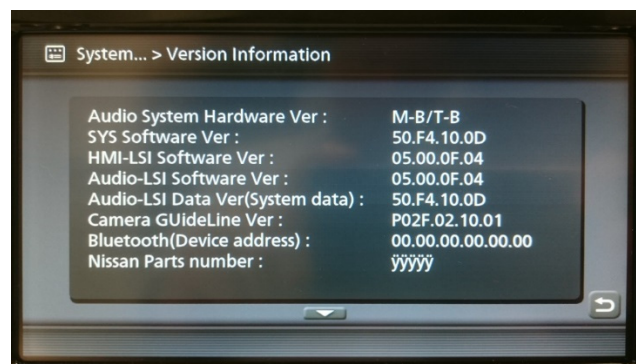 System... > Version Information
Audio System Hardware Ver : M-B/T-B
SYS Software Ver : 50.F4.10.0D
HMI-LSI Software Ver : 05.00.0F.04
Audio-LSI Software Ver : 05.00.0F.04
Audio-LSI Data Ver(System data) : 50.F4.10.0D
Camera GUideLine Ver : P02F.02.10.01
Bluetooth(Device address) : 00.00.00.00.00.00
Nissan Parts number : ÿÿÿÿÿ